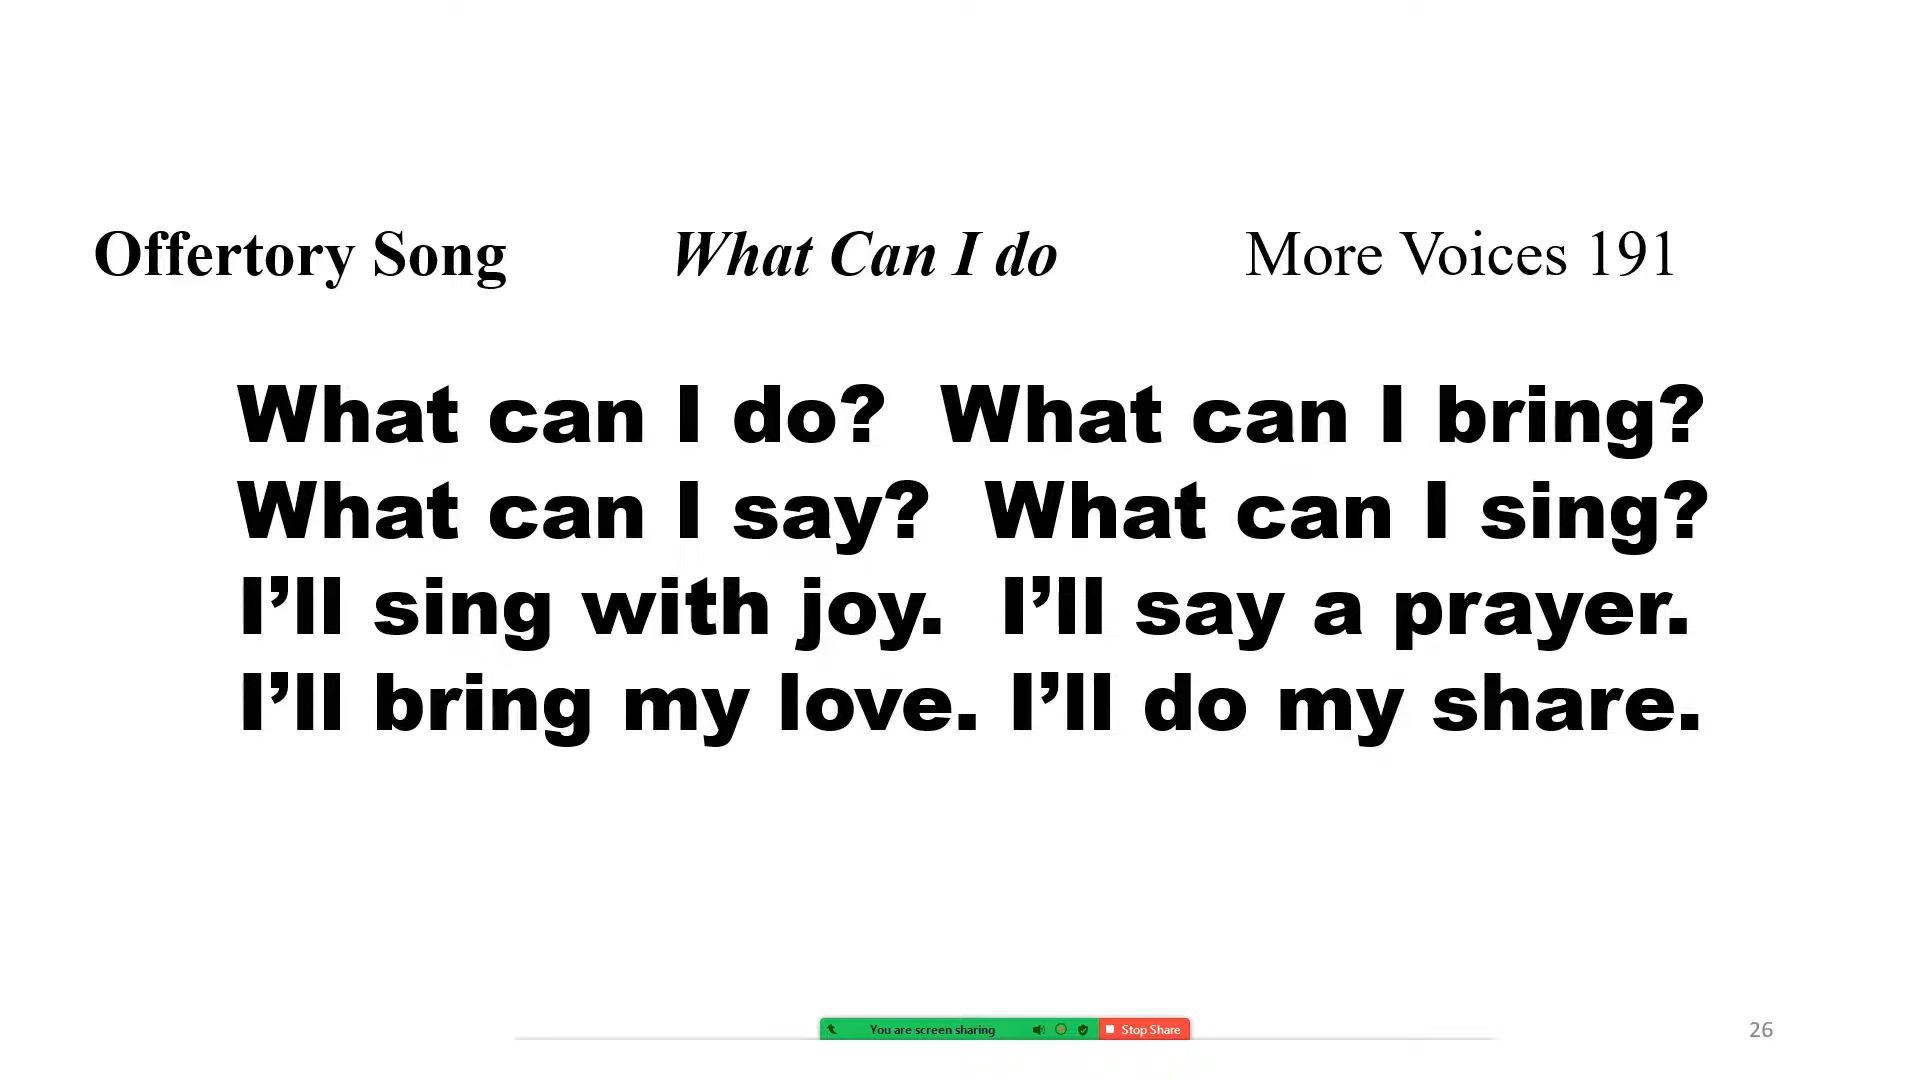 Offertory Song What Can I do More Voices 191
What can I do? What can I bring?
What can I say? What can I sing?
I’ll sing with joy. I’ll say a prayer.
I’ll bring my love. I’ll do my share.
You are screen sharing Stop Share
26